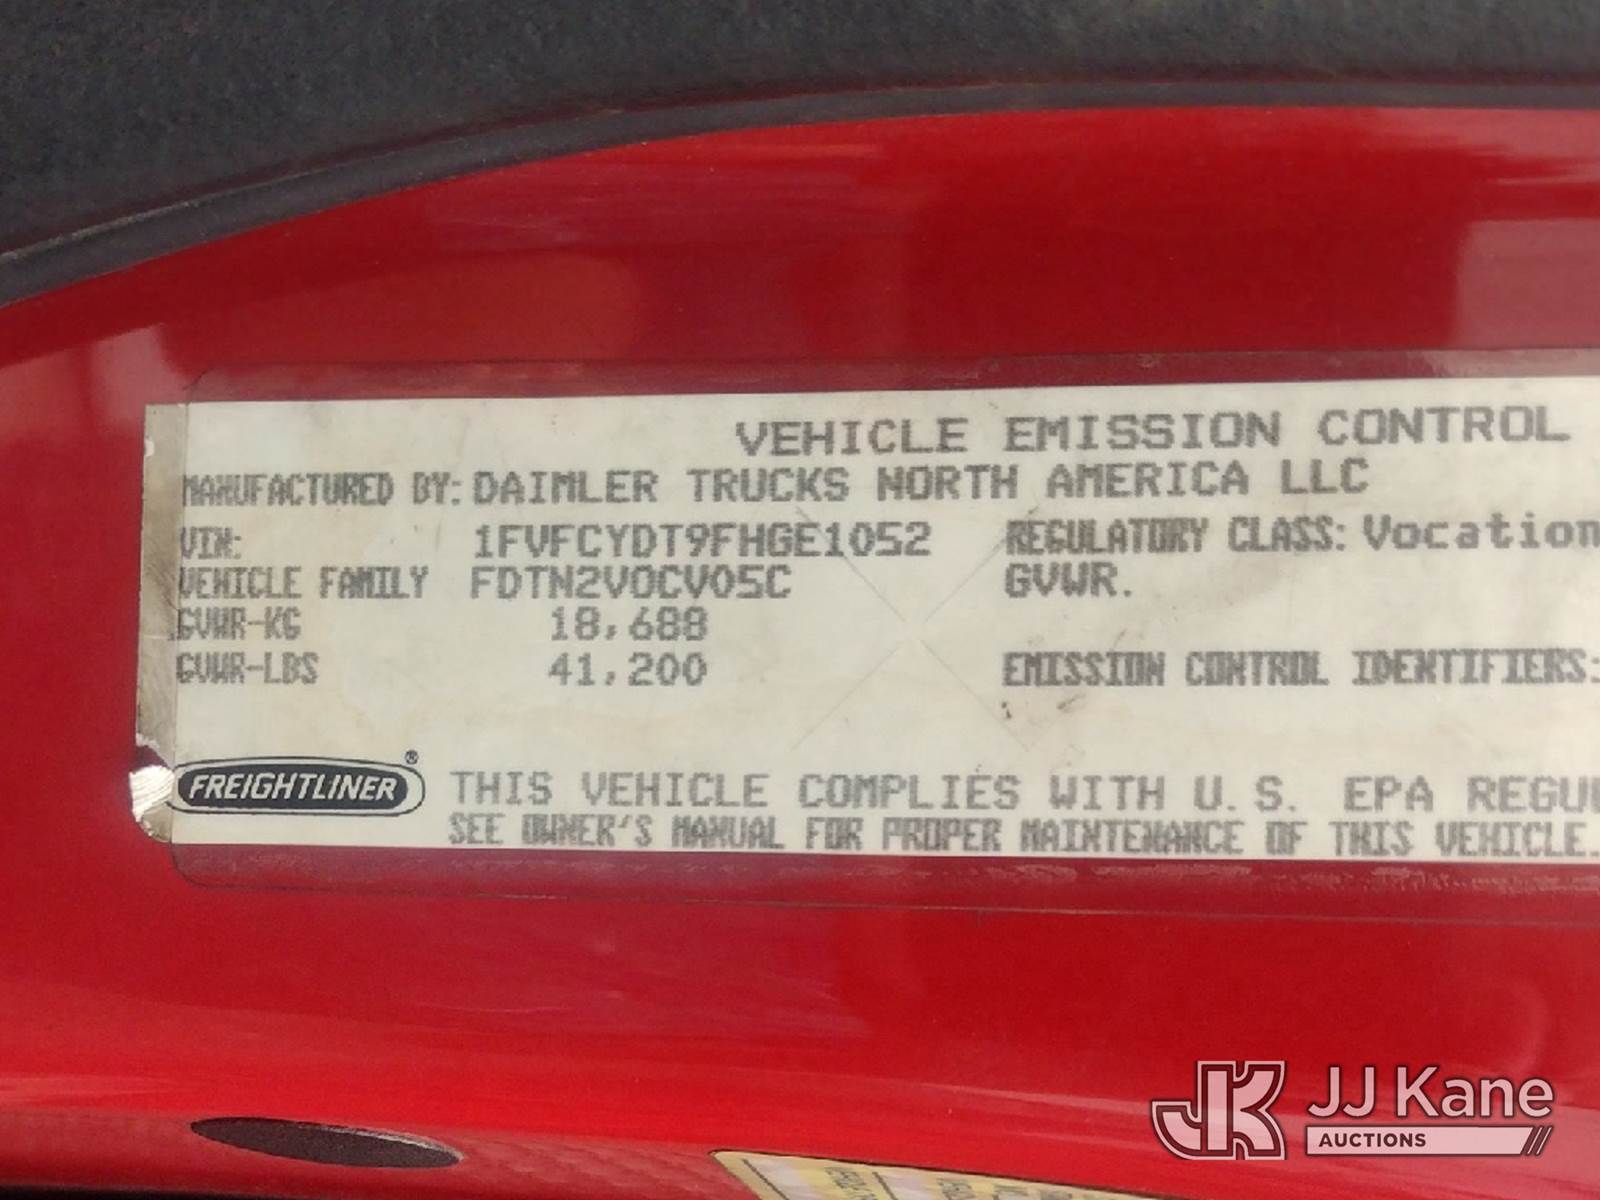 VEHICLE EMISSION CONTROL
MANUFACTURED BY: DAIMLER TRUCKS NORTH AMERICA LLC
VIN: 1FVFCYDT9FHGE1052 REGULATORY CLASS: Vocation
VEHICLE FAMILY FDTN2VOCV05C GVWR.
GVWR-KG 18,688
GVWR-LBS 41,200 EMISSION CONTROL IDENTIFIERS:
FREIGHTLINER®
THIS VEHICLE COMPLIES WITH U.S. EPA REGU
SEE OWNER'S MANUAL FOR PROPER MAINTENANCE OF THIS VEHICLE.
JK JJ Kane
AUCTIONS